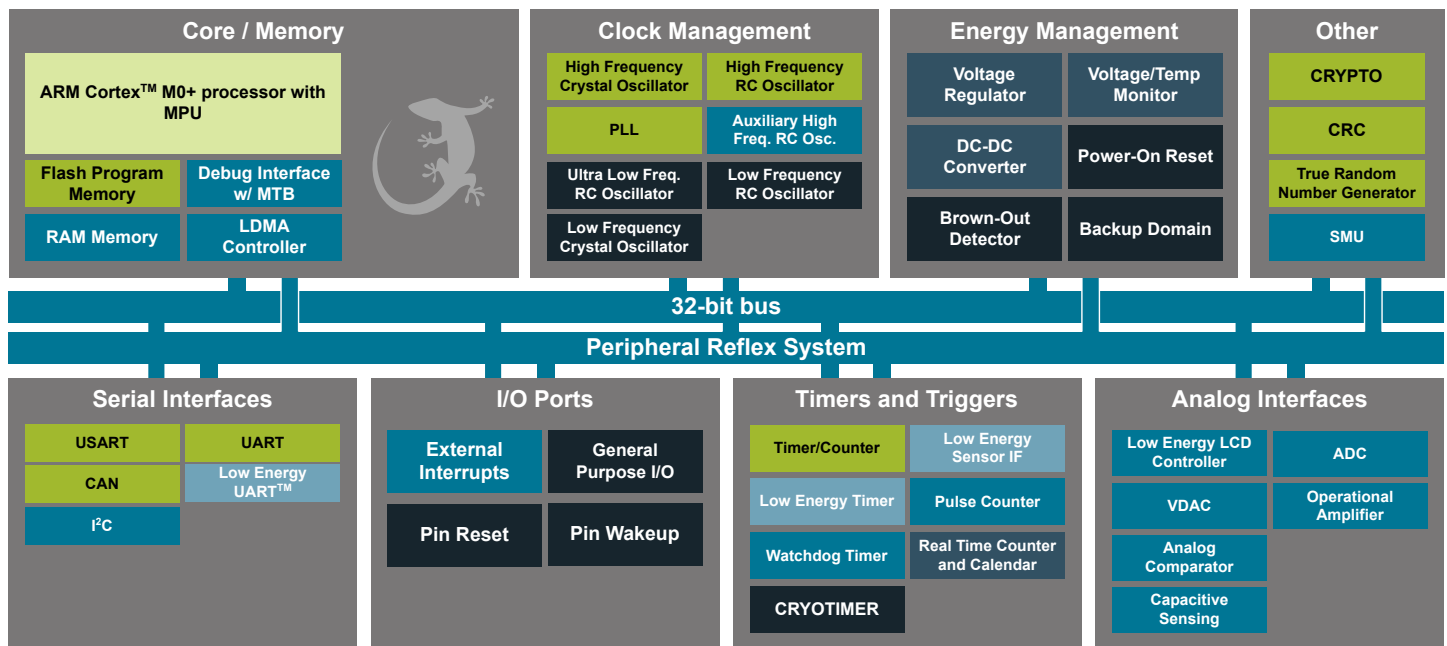 Core / Memory
ARM Cortex™ M0+ processor with
MPU
Flash Program
Memory
Debug Interface
w/ MTB
RAM Memory
LDMA
Controller
Clock Management
High Frequency
Crystal Oscillator
High Frequency
RC Oscillator
PLL
Auxiliary High
Freq. RC Osc.
Ultra Low Freq.
RC Oscillator
Low Frequency
RC Oscillator
Low Frequency
Crystal Oscillator
Energy Management
Voltage
Regulator
Voltage/Temp
Monitor
DC-DC
Converter
Power-On Reset
Brown-Out
Detector
Backup Domain
Other
CRYPTO
CRC
True Random
Number Generator
SMU
32-bit bus
Peripheral Reflex System
Serial Interfaces
USART
UART
CAN
Low Energy
UART™
I²C
I/O Ports
External
Interrupts
General
Purpose I/O
Pin Reset
Pin Wakeup
Timers and Triggers
Timer/Counter
Low Energy
Sensor IF
Low Energy Timer
Pulse Counter
Watchdog Timer
Real Time Counter
and Calendar
CRYOTIMER
Analog Interfaces
Low Energy LCD
Controller
ADC
VDAC
Operational
Amplifier
Analog
Comparator
Capacitive
Sensing